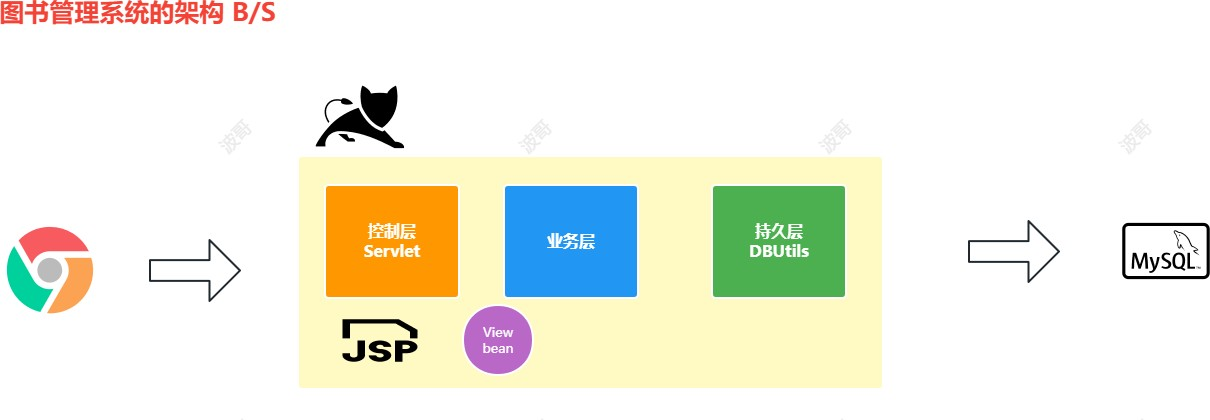 图书管理系统的架构 B/S
波哥
波哥
波哥
波哥
控制层
Servlet
业务层
持久层
DBUtils
MySQL™
JSP
View
bean